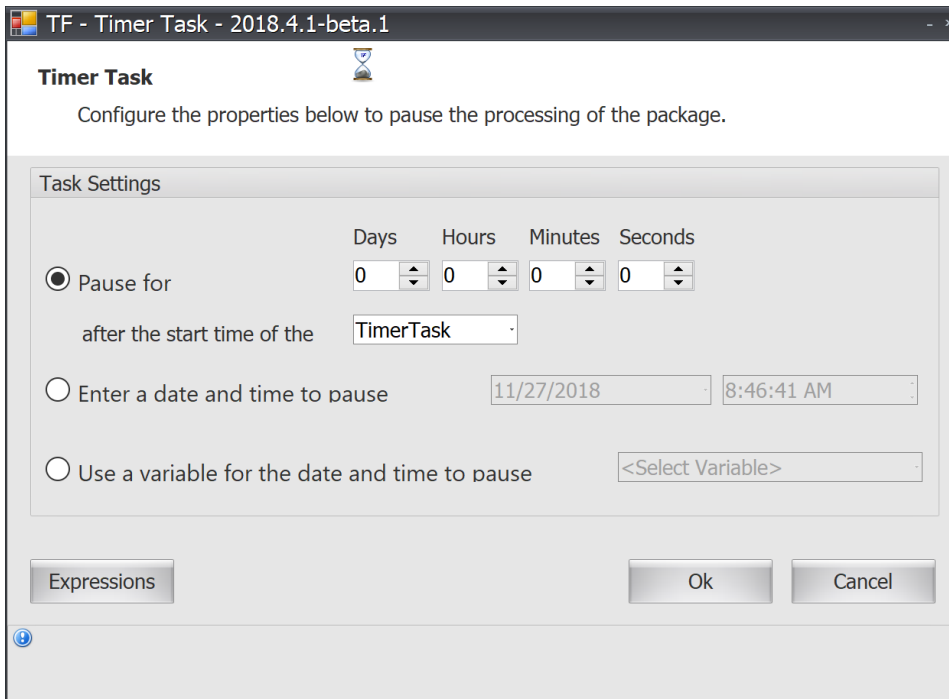 TF - Timer Task - 2018.4.1-beta.1
Timer Task
Configure the properties below to pause the processing of the package.
Task Settings
Days Hours Minutes Seconds
Pause for 0 0 0 0
after the start time of the TimerTask
Enter a date and time to pause 11/27/2018 8:46:41 AM
Use a variable for the date and time to pause <Select Variable>
Expressions Ok Cancel